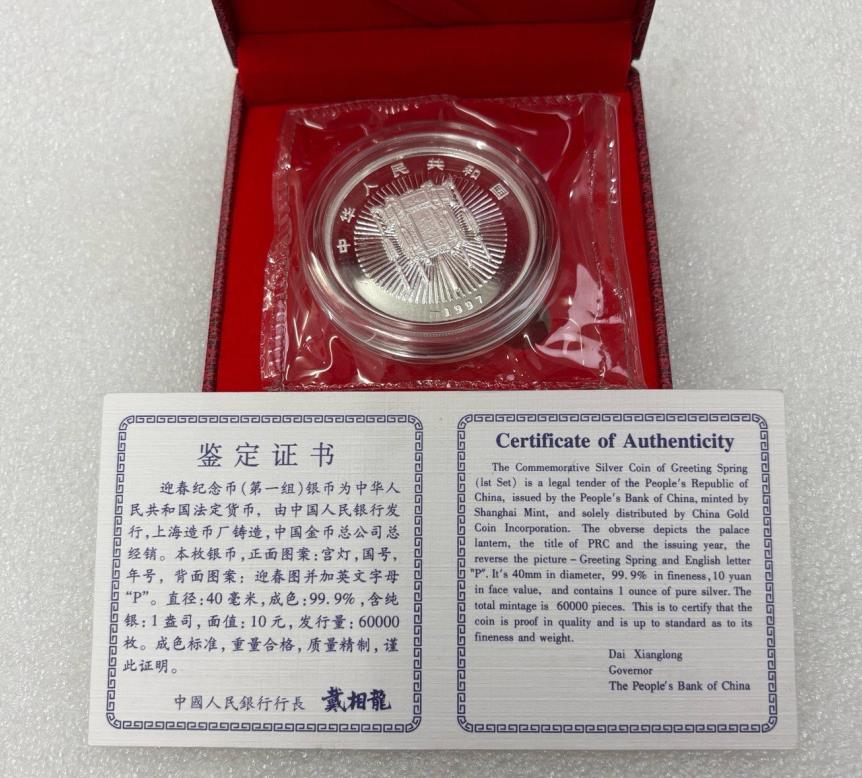 中华人民共和国
1997
鉴定证书
迎春纪念币(第一组)银币为中华人
民共和国法定货币，由中国人民银行发
行,上海造币厂铸造,中国金币总公司总
经销。本枚银币,正面图案:宫灯,国号,
年号,背面图案:迎春图并加英文字母
“P”。直径:40毫米,成色:99.9%,含纯
银:1盎司,面值:10元,发行量:60000
枚。成色标准,重量合格,质量精制,谨
此证明。
中國人民銀行行長 戴相龍
Certificate of Authenticity
The Commemorative Silver Coin of Greeting Spring
(lst Set) is a legal tender of the People's Republic of
China, issued by the People's Bank of China, minted by
Shanghai Mint, and solely distributed by China Gold
Coin Incorporation. The obverse depicts the palace
lantern, the title of PRC and the issuing year, the
reverse the picture – Greeting Spring and English letter
"P". It's 40mm in diameter, 99.9% in fineness, 10 yuan
in face value, and contains 1 ounce of pure silver. The
total mintage is 60000 pieces. This is to certify that the
coin is proof in quality and is up to standard as to its
fineness and weight.
Dai Xianglong
Governor
The People's Bank of China